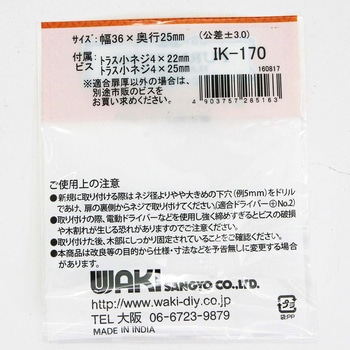 サイズ：幅36×奥行25mm （公差±3.0）
付属：トラス小ネジ4×22mm
ビス トラス小ネジ4×25mm
IK-170
160817
※適合扉厚以外の場合は、
別途市販のビスを
お買い求めください。
4903757285163
ご使用上の注意
●新規に取り付ける際はネジ径よりやや大きめの下穴（例5mm）をドリル
であけ、扉の裏側からネジで取り付けてください（適合ドライバー⊕No.2）
●取り付けの際、電動ドライバーなどを使用し強く締めすぎるとビスの破損
や木割れが生じる恐れがありますのでご注意ください。
●取り付けた後、木部にしっかり固定されていることをご確認ください。
●本商品は改良等の目的から仕様・寸法などを予告無しに変更する場合
があります。
WAKI SANGYO CO.,LTD.
http://www.waki-diy.co.jp
TEL 大阪 06-6723-9879
MADE IN INDIA
プラ
袋:PP